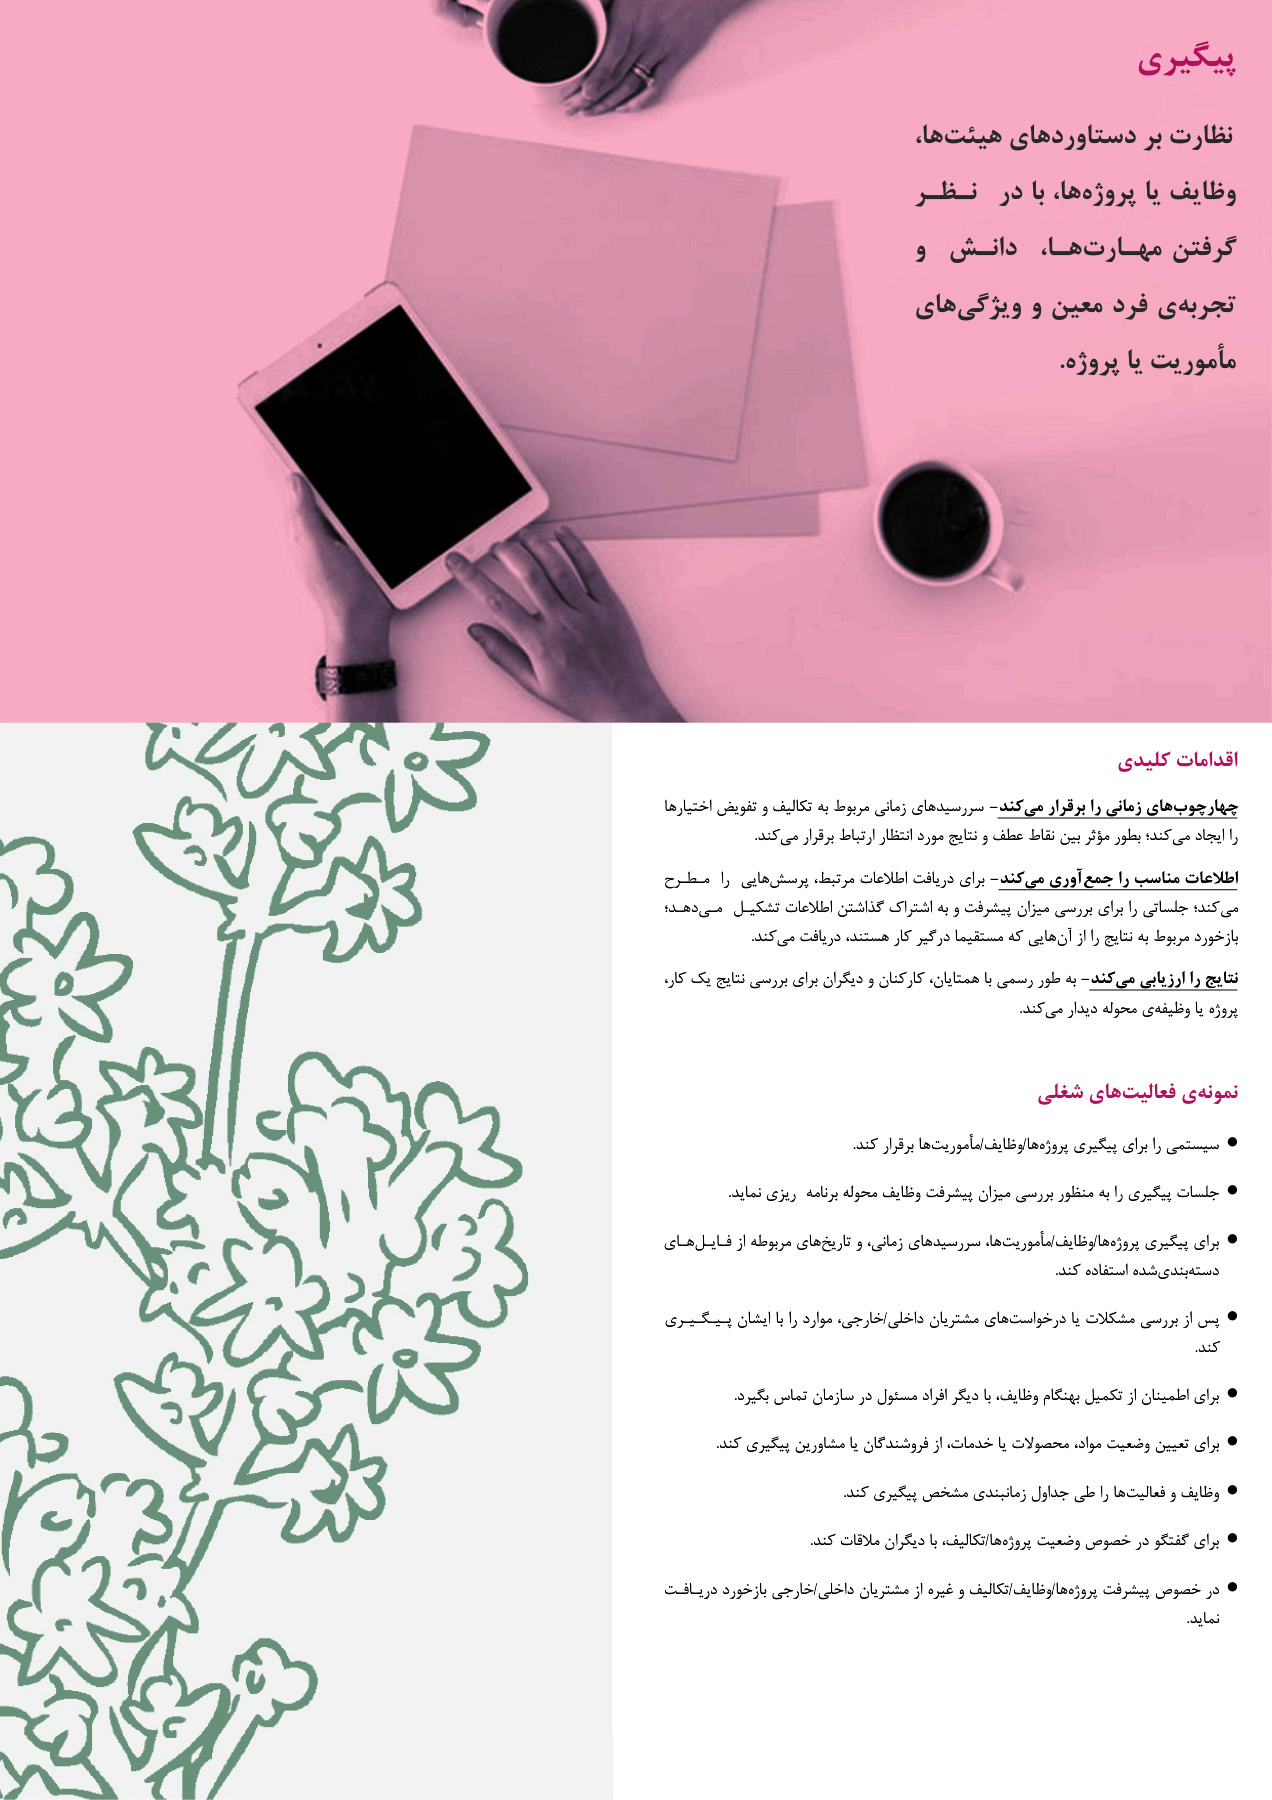 پیگیری
نظارت بر دستاوردهای هیئت‌ها،
وظایف یا پروژه‌ها، با در نـظـر
گرفتن مهـارت‌هـا، دانـش و
تجربه‌ی فرد معین و ویژگی‌های
مأموریت یا پروژه.
اقدامات کلیدی
چهارچوب‌های زمانی را برقرار می‌کند- سررسیدهای زمانی مربوط به تکالیف و تفویض اختیارها
را ایجاد می‌کند؛ بطور مؤثر بین نقاط عطف و نتایج مورد انتظار ارتباط برقرار می‌کند.
اطلاعات مناسب را جمع‌آوری می‌کند- برای دریافت اطلاعات مرتبط، پرسش‌هایی را مـطـرح
می‌کند؛ جلساتی را برای بررسی میزان پیشرفت و به اشتراک گذاشتن اطلاعات تشکیـل مـی‌دهـد؛
بازخورد مربوط به نتایج را از آن‌هایی که مستقیما درگیر کار هستند، دریافت می‌کند.
نتایج را ارزیابی می‌کند- به طور رسمی با همتایان، کارکنان و دیگران برای بررسی نتایج یک کار،
پروژه یا وظیفه‌ی محوله دیدار می‌کند.
نمونه‌ی فعالیت‌های شغلی
● سیستمی را برای پیگیری پروژه‌ها/وظایف/مأموریت‌ها برقرار کند.
● جلسات پیگیری را به منظور بررسی میزان پیشرفت وظایف محوله برنامه ریزی نماید.
● برای پیگیری پروژه‌ها/وظایف/مأموریت‌ها، سررسیدهای زمانی، و تاریخ‌های مربوطه از فـایـل‌هـای
دسته‌بندی‌شده استفاده کند.
● پس از بررسی مشکلات یا درخواست‌های مشتریان داخلی/خارجی، موارد را با ایشان پـیـگـیـری
کند.
● برای اطمینان از تکمیل بهنگام وظایف، با دیگر افراد مسئول در سازمان تماس بگیرد.
● برای تعیین وضعیت مواد، محصولات یا خدمات، از فروشندگان یا مشاورین پیگیری کند.
● وظایف و فعالیت‌ها را طی جداول زمانبندی مشخص پیگیری کند.
● برای گفتگو در خصوص وضعیت پروژه‌ها/تکالیف، با دیگران ملاقات کند.
● در خصوص پیشرفت پروژه‌ها/وظایف/تکالیف و غیره از مشتریان داخلی/خارجی بازخورد دریـافـت
نماید.